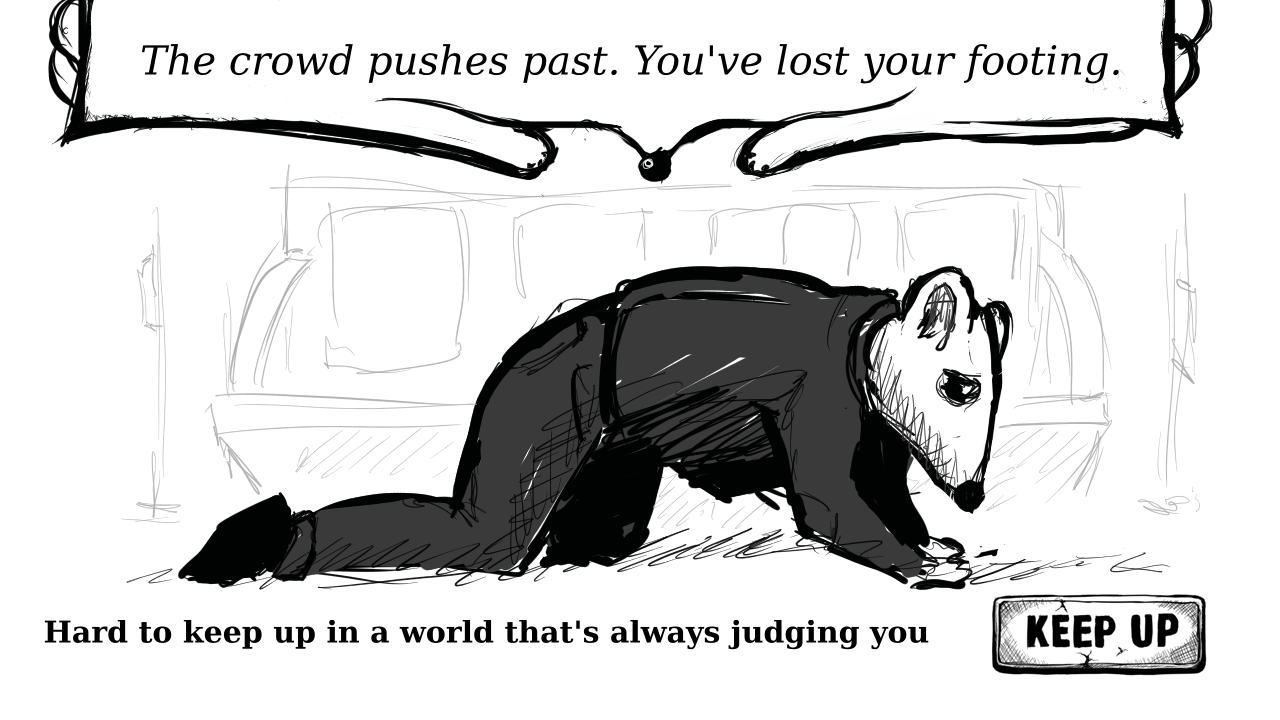 The crowd pushes past. You've lost your footing.
Hard to keep up in a world that's always judging you
KEEP UP